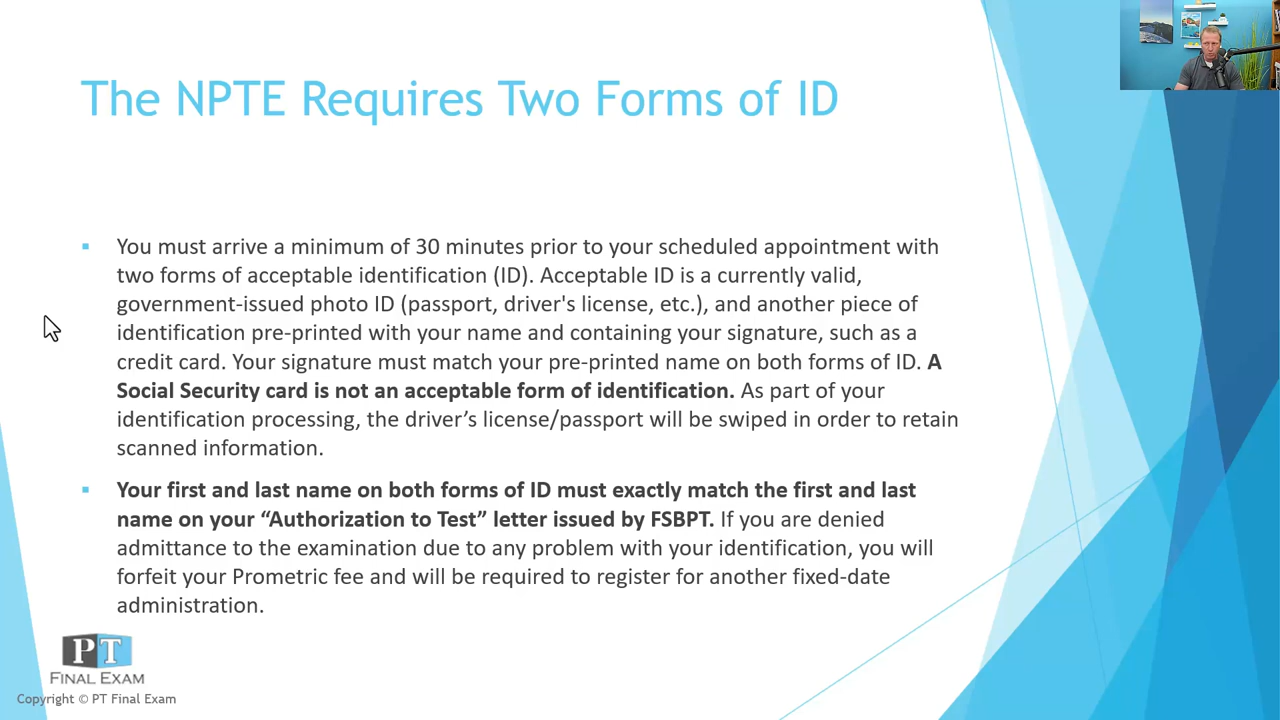 The NPTE Requires Two Forms of ID
You must arrive a minimum of 30 minutes prior to your scheduled appointment with
two forms of acceptable identification (ID). Acceptable ID is a currently valid,
government-issued photo ID (passport, driver's license, etc.), and another piece of
identification pre-printed with your name and containing your signature, such as a
credit card. Your signature must match your pre-printed name on both forms of ID. A
Social Security card is not an acceptable form of identification. As part of your
identification processing, the driver’s license/passport will be swiped in order to retain
scanned information.
Your first and last name on both forms of ID must exactly match the first and last
name on your “Authorization to Test” letter issued by FSBPT. If you are denied
admittance to the examination due to any problem with your identification, you will
forfeit your Prometric fee and will be required to register for another fixed-date
administration.
PT
FINAL EXAM
Copyright © PT Final Exam